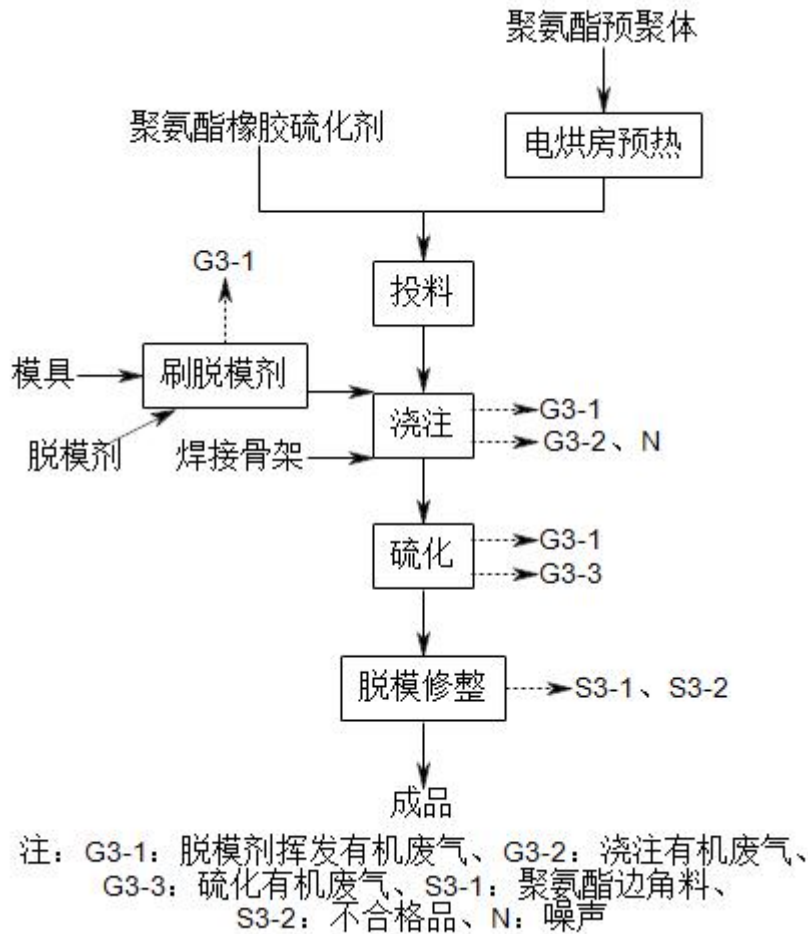 聚氨酯预聚体
聚氨酯橡胶硫化剂
电烘房预热
G3-1
投料
模具
刷脱模剂
G3-1
浇注
G3-2、N
脱模剂
焊接骨架
G3-1
硫化
G3-3
脱模修整
S3-1、S3-2
成品
注：G3-1：脱模剂挥发有机废气、G3-2：浇注有机废气、
G3-3：硫化有机废气、S3-1：聚氨酯边角料、
S3-2：不合格品、N：噪声